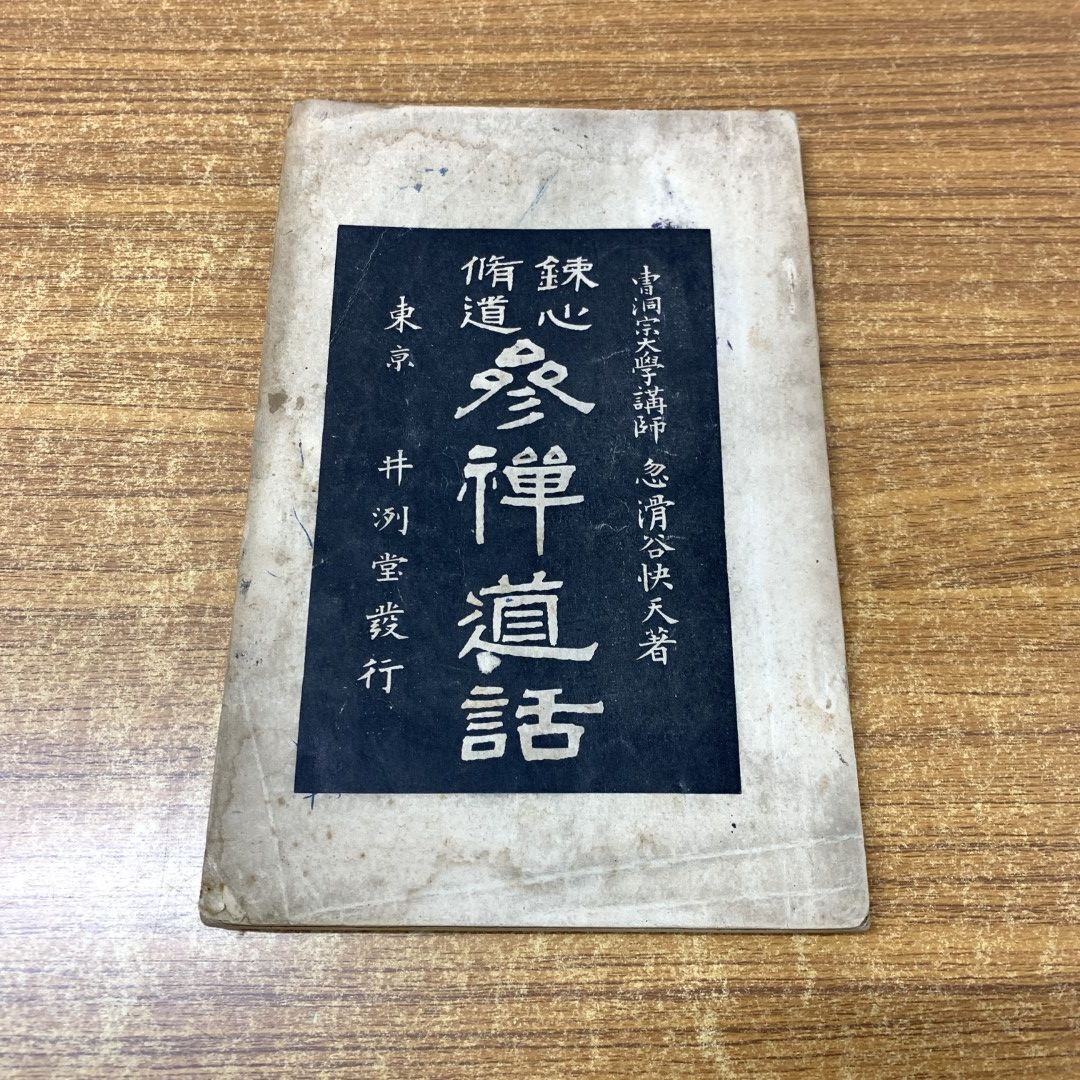 曹洞宗大學講師 忽滑谷快天著
錬心
脩道
參禪道話
東京 井洌堂發行